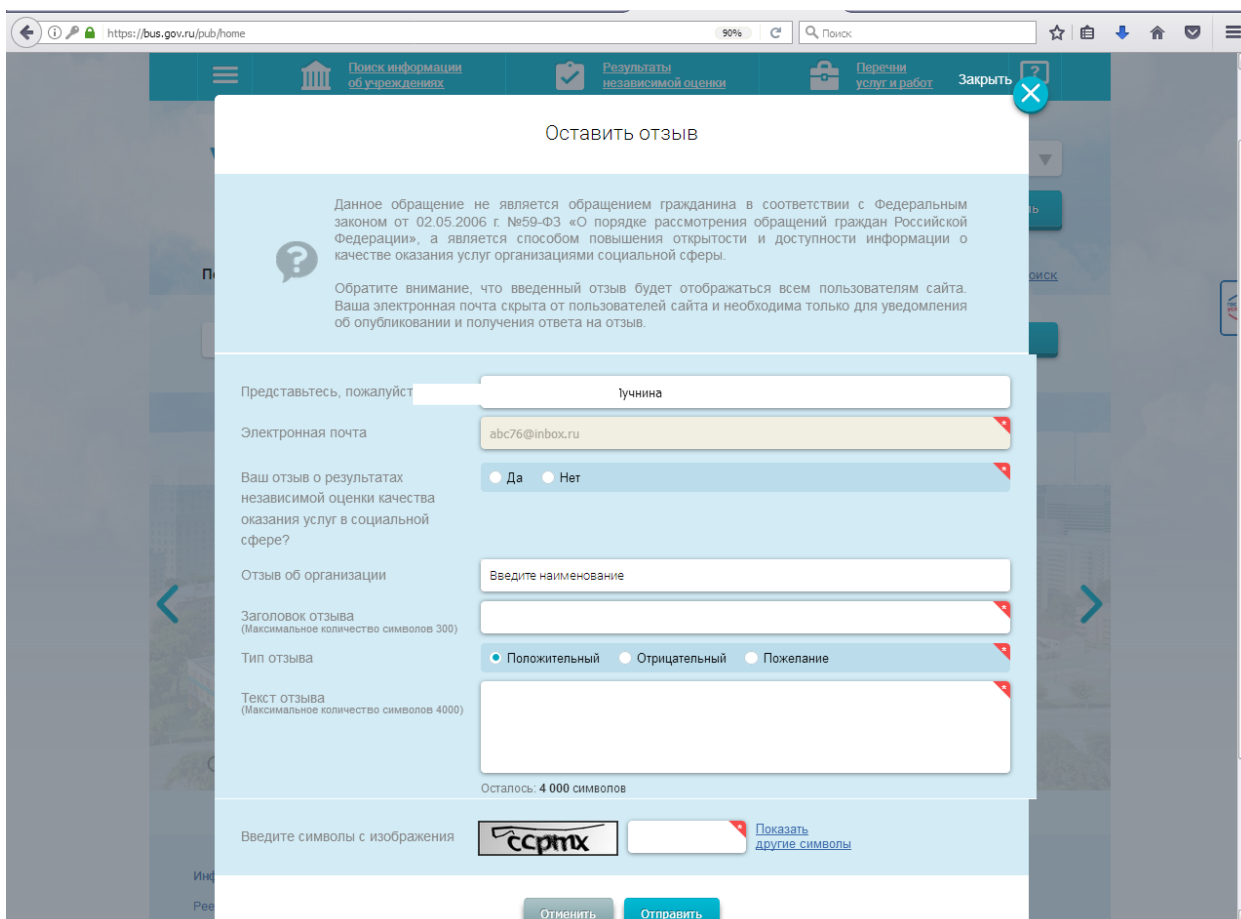 https://bus.gov.ru/pub/home
90%
Поиск
Поиск информации
об учреждениях
Результаты
независимой оценки
Перечни
услуг и работ
Закрыть
Оставить отзыв
Данное обращение не является обращением гражданина в соответствии с Федеральным
законом от 02.05.2006 г. №59-ФЗ «О порядке рассмотрения обращений граждан Российской
Федерации», а является способом повышения открытости и доступности информации о
качестве оказания услуг организациями социальной сферы.
Обратите внимание, что введенный отзыв будет отображаться всем пользователям сайта.
Ваша электронная почта скрыта от пользователей сайта и необходима только для уведомления
об опубликовании и получения ответа на отзыв.
Представьтесь, пожалуйст
учнина
Электронная почта
abc76@inbox.ru
Ваш отзыв о результатах
независимой оценки качества
оказания услуг в социальной
сфере?
Да Нет
Отзыв об организации
Введите наименование
Заголовок отзыва
(Максимальное количество символов 300)
Тип отзыва
Положительный Отрицательный Пожелание
Текст отзыва
(Максимальное количество символов 4000)
Осталось: 4 000 символов
Введите символы с изображения
ccpmx
Показать
другие символы
Отменить
Отправить